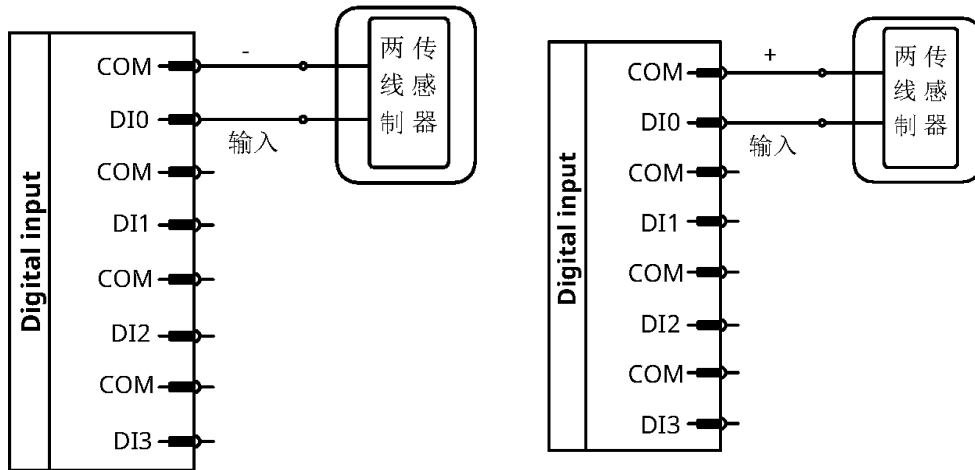 Digital input
COM
-
DI0
输入
COM
DI1
COM
DI2
COM
DI3
两传
线感
制器
Digital input
COM
+
DI0
输入
COM
DI1
COM
DI2
COM
DI3
两传
线感
制器